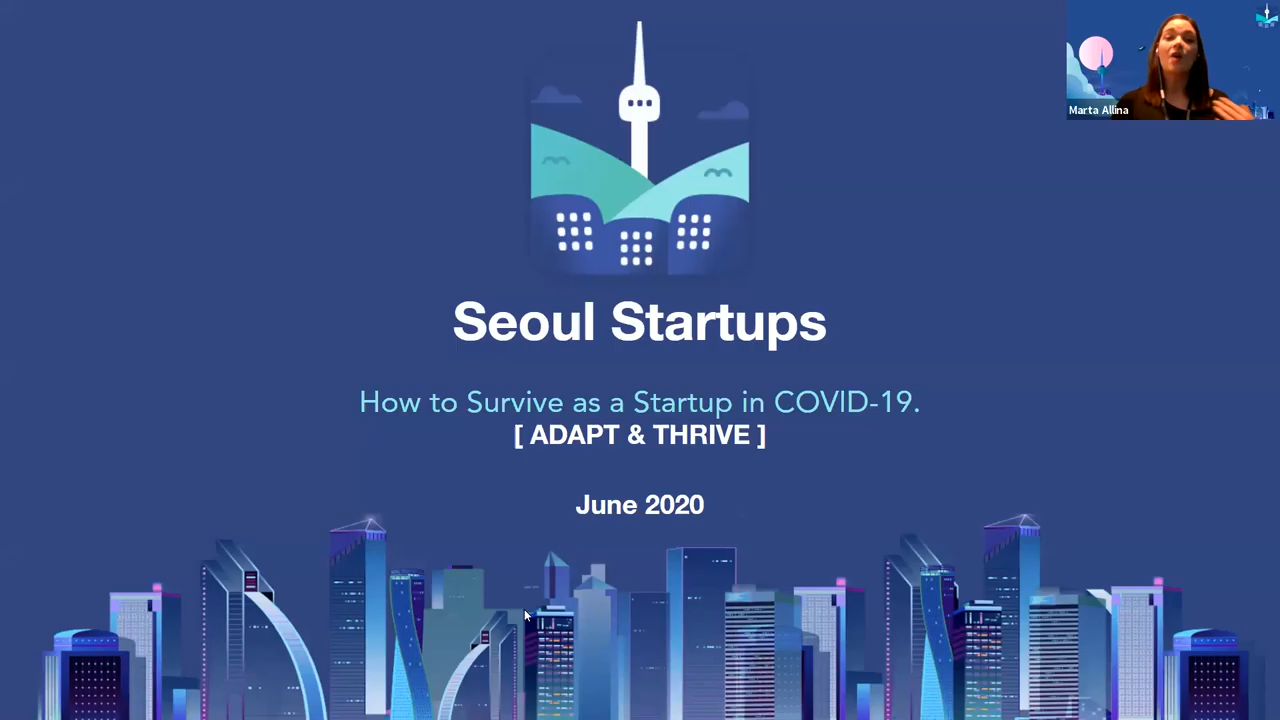 Marta Allina
Seoul Startups
How to Survive as a Startup in COVID-19.
[ ADAPT & THRIVE ]
June 2020